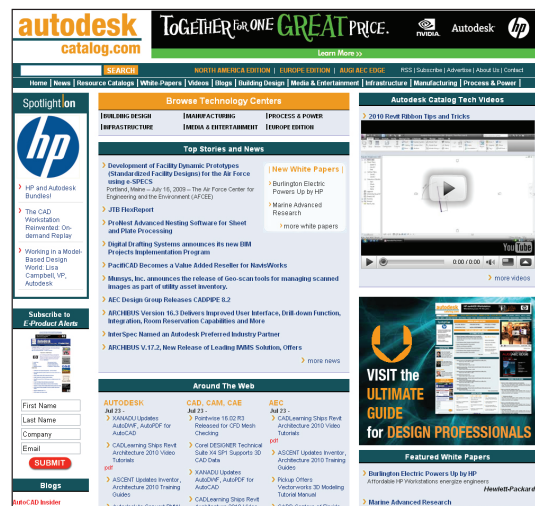 autodesk
catalog.com
TOGETHER FOR ONE GREAT PRICE.
NVIDIA. Autodesk hp
Learn More >>
SEARCH
NORTH AMERICA EDITION | EUROPE EDITION | AUGI AEC EDGE
RSS | Subscribe | Advertise | About Us | Contact
Home | News | Resource Catalogs | White-Papers | Videos | Blogs | Building Design | Media & Entertainment | Infrastructure | Manufacturing | Process & Power |
Spotlight on
hp
HP and Autodesk
Bundles!
The CAD
Workstation
Reinvented: On-
demand Replay
Working in a Model-
Based Design
World: Lisa
Campbell, VP,
Autodesk
Subscribe to
E-Product Alerts
First Name
Last Name
Company
Email
SUBMIT
Blogs
AutoCAD Insider
Browse Technology Centers
|BUILDING DESIGN |MANUFACTURING |PROCESS & POWER
|INFRASTRUCTURE |MEDIA & ENTERTAINMENT |EUROPE EDITION
Top Stories and News
Development of Facility Dynamic Prototypes
(Standardized Facility Designs) for the Air Force
using e-SPECS
Portland, Maine – July 15, 2009 – The Air Force Center for
Engineering and the Environment (AFCEE)
JTB FlexReport
ProNest Advanced Nesting Software for Sheet
and Plate Processing
Digital Drafting Systems announces its new BIM
Projects Implementation Program
PacifiCAD Becomes a Value Added Reseller for NavisWorks
Munsys, Inc. announces the release of Geo-scan tools for managing scanned
images as part of utility asset inventory.
AEC Design Group Releases CADPIPE 8.2
ARCHIBUS Version 16.3 Delivers Improved User Interface, Drill-down Function,
Integration, Room Reservation Capabilities and More
InterSpec Named an Autodesk Preferred Industry Partner
ARCHIBUS V.17.2, New Release of Leading IWMS Solution, Offers
more news
| New White Papers |
Burlington Electric
Powers Up by HP
Marine Advanced
Research
more white papers
Around The Web
AUTODESK
Jul 23 -
XANADU Updates
AutoDWF, AutoPDF for
AutoCAD
CADLearning Ships Revit
Architecture 2010 Video
Tutorials
pdf
ASCENT Updates Inventor,
Architecture 2010 Training
Guides
CAD, CAM, CAE
Jul 23 -
Pointwise 16.02 R3
Released for CFD Mesh
Checking
Corel DESIGNER Technical
Suite X4 SP1 Supports 3D
CAD Data
XANADU Updates
AutoDWF, AutoPDF for
AutoCAD
CADLearning Ships Revit
Architecture 2010 Video
AEC
Jul 23 -
CADLearning Ships Revit
Architecture 2010 Video
Tutorials
pdf
ASCENT Updates Inventor,
Architecture 2010 Training
Guides
Pickup Offers
Vectorworks 3D Modeling
Tutorial Manual
Autodesk Catalog Tech Videos
2010 Revit Ribbon Tips and Tricks
YouTube
0:00 / 0:00
more videos
VISIT the
ULTIMATE
GUIDE
for DESIGN PROFESSIONALS
Featured White Papers
Burlington Electric Powers Up by HP
Affordable HP Workstations energize engineers
Hewlett-Packard
Marine Advanced Research